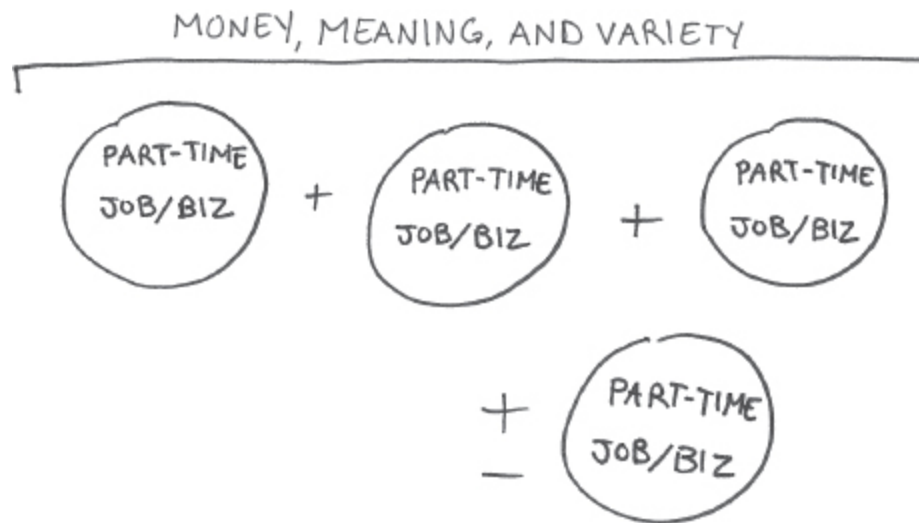 MONEY, MEANING, AND VARIETY
PART-TIME
JOB/BIZ
+
PART-TIME
JOB/BIZ
+
PART-TIME
JOB/BIZ
+
-
PART-TIME
JOB/BIZ